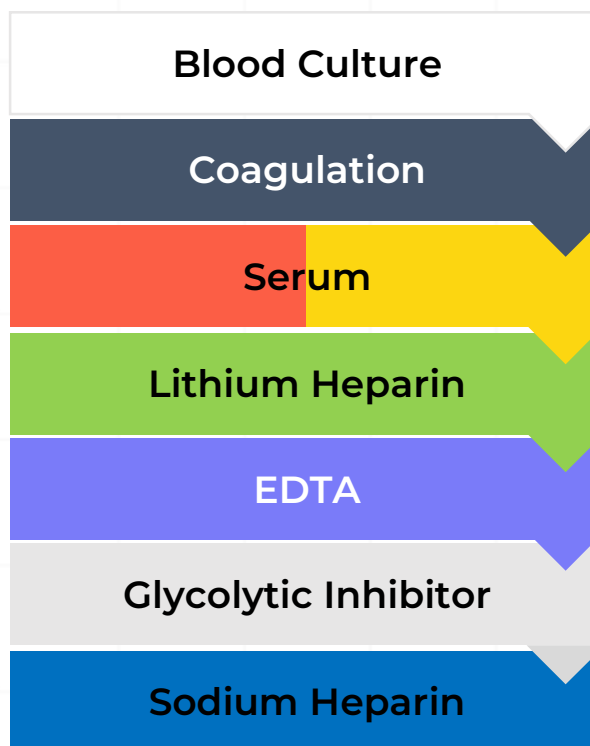 Blood Culture
Coagulation
Serum
Lithium Heparin
EDTA
Glycolytic Inhibitor
Sodium Heparin